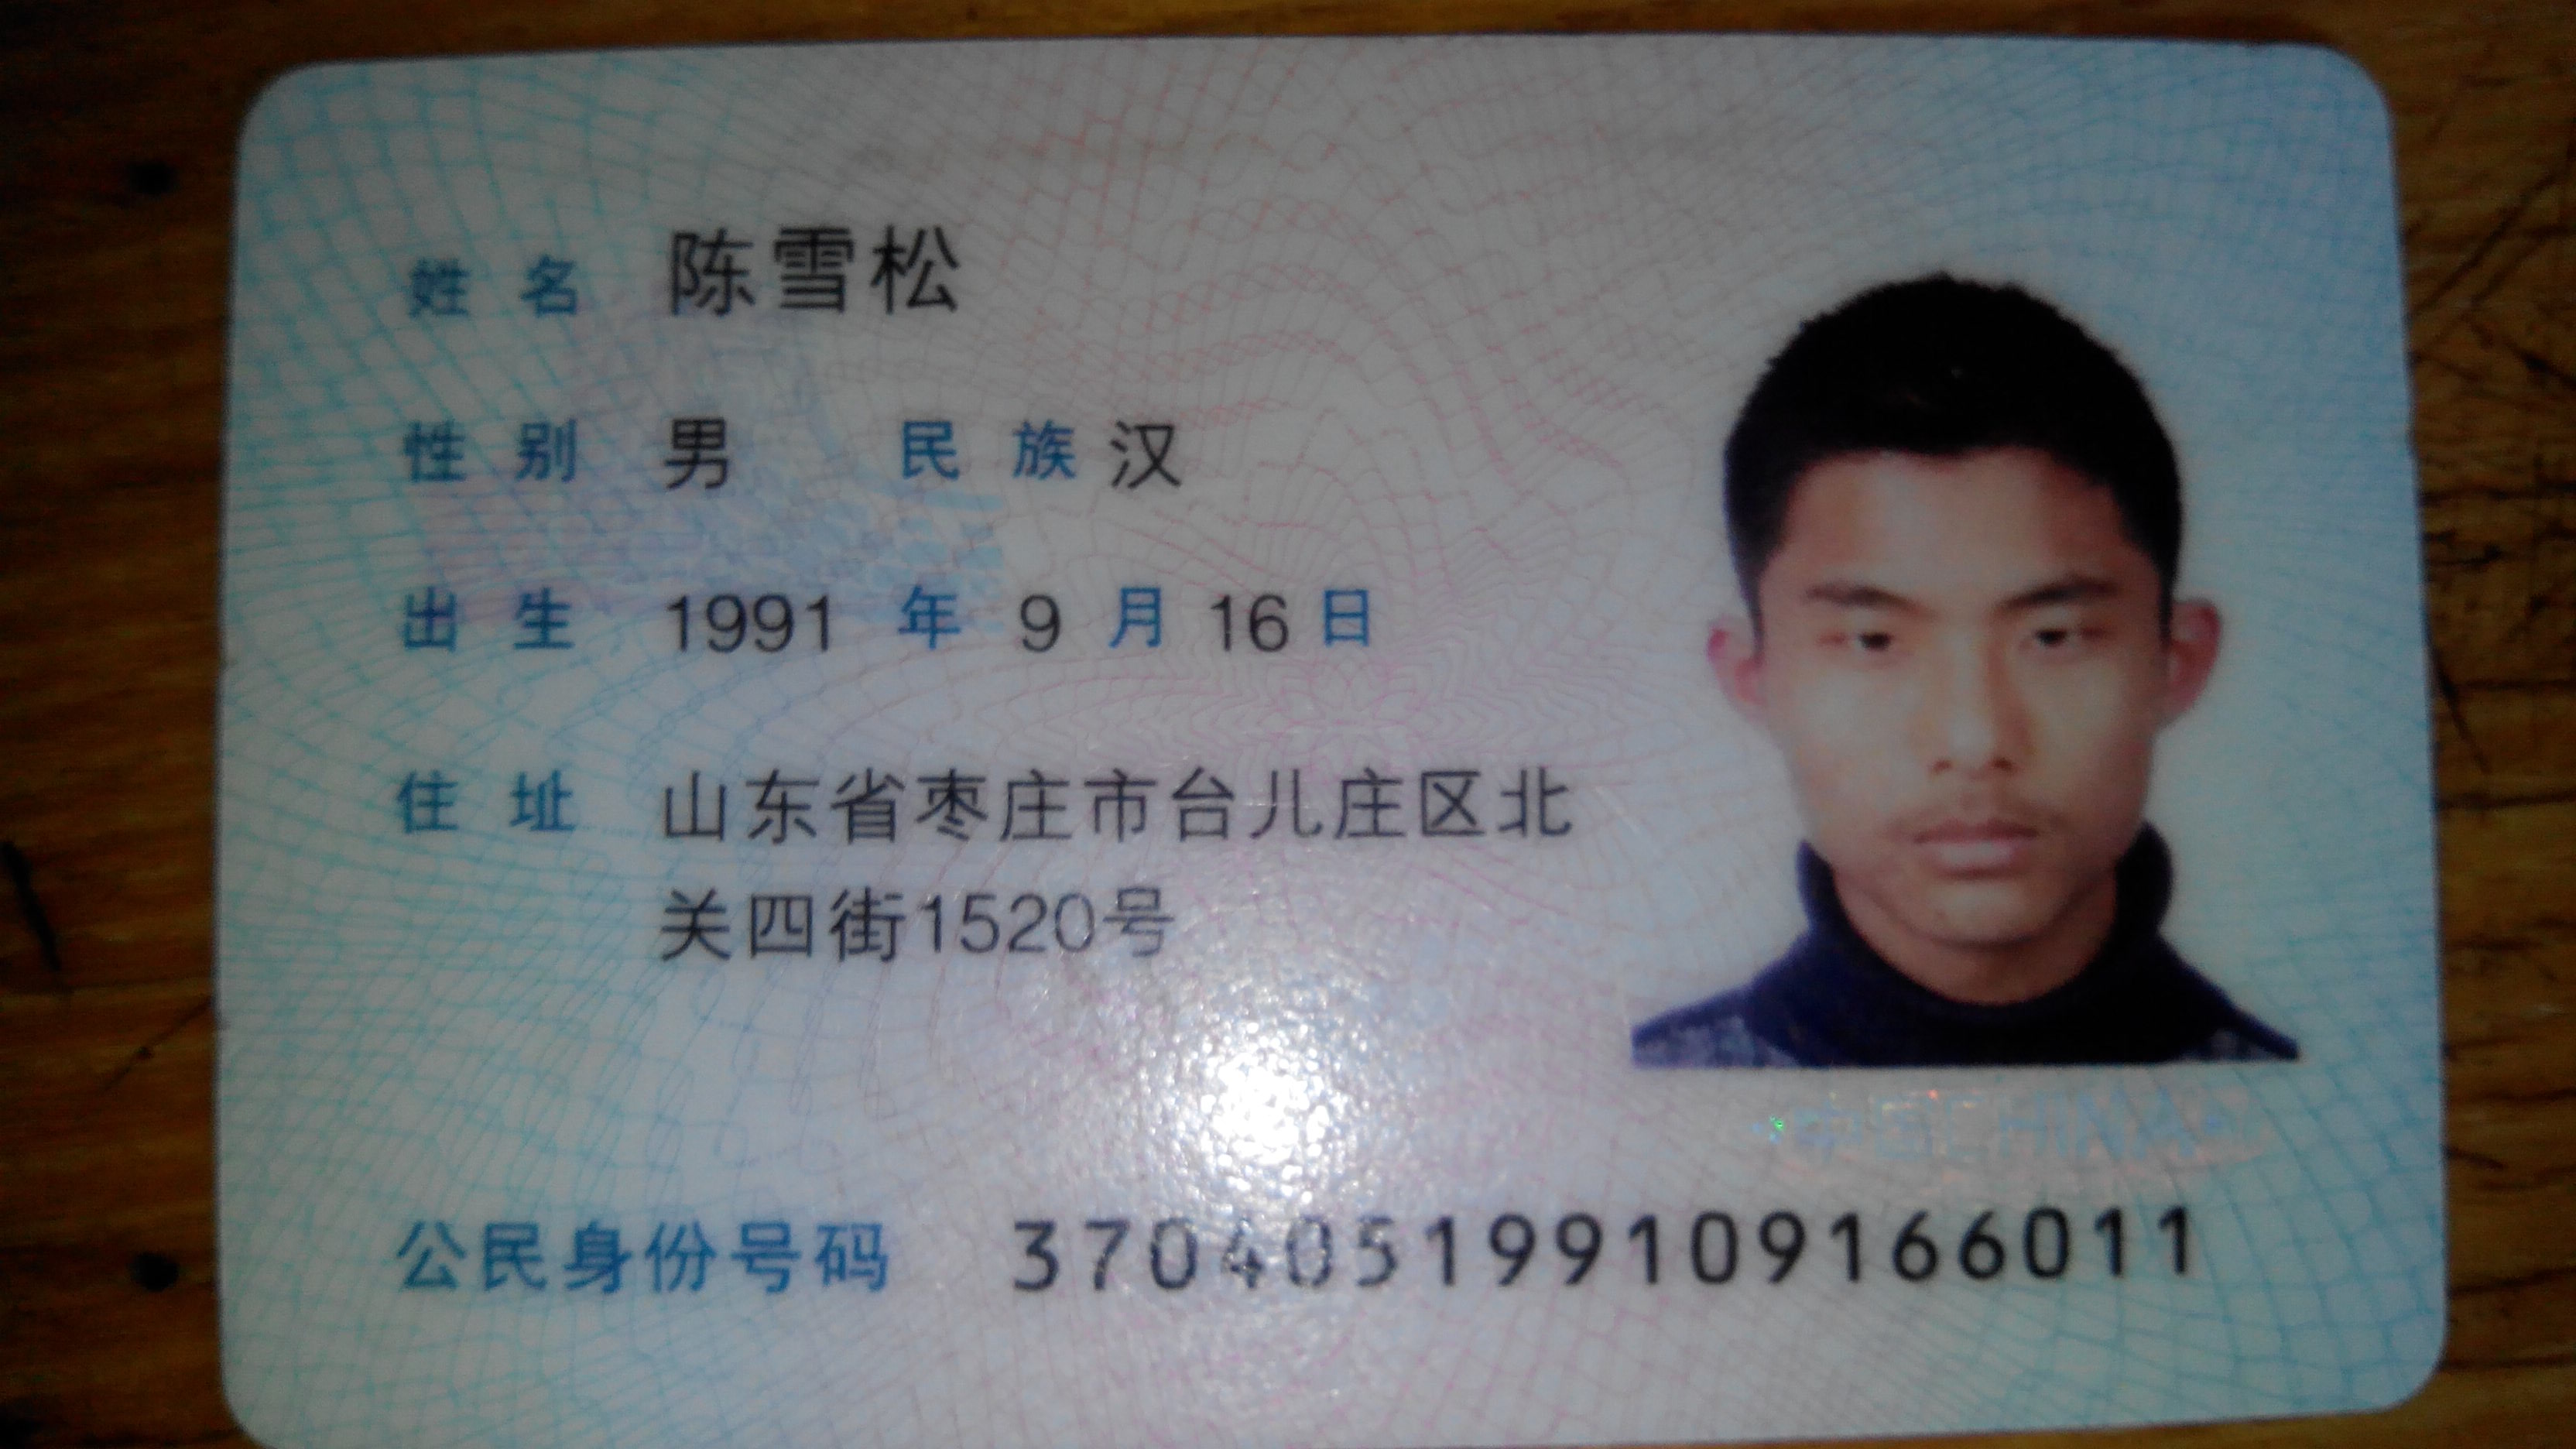 姓名 陈雪松
性别 男 民族 汉
出生 1991 年 9 月 16 日
住址 山东省枣庄市台儿庄区北
关四街1520号
中国CHINA
公民身份号码 370405199109166011